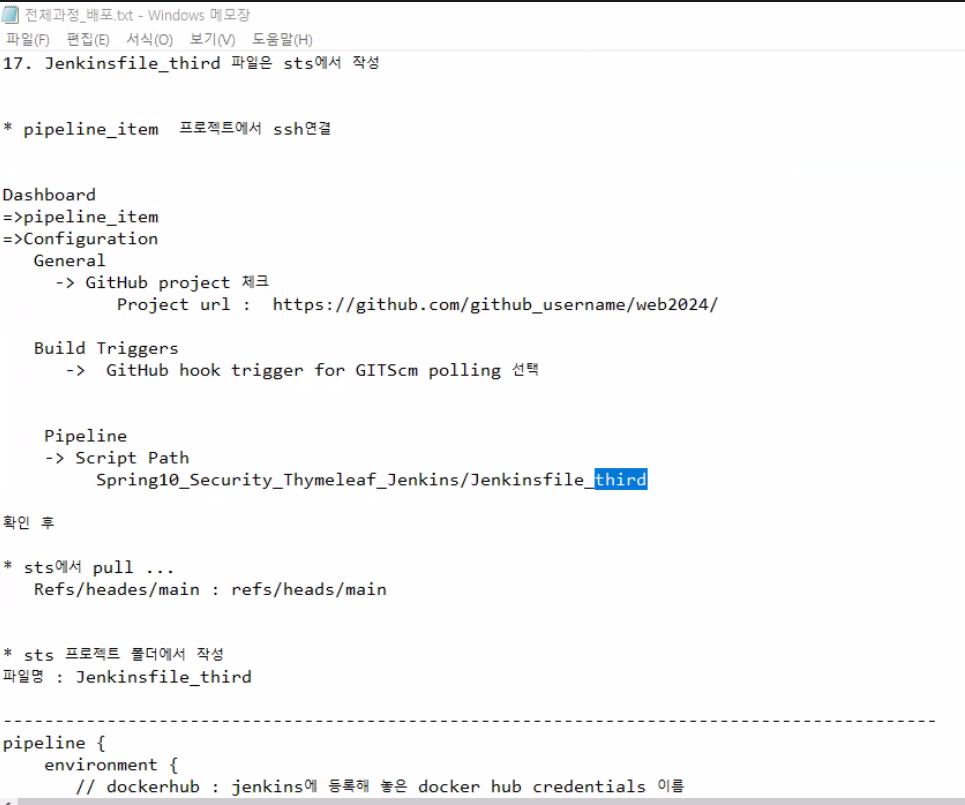 전체과정_배포.txt - Windows 메모장
파일(F) 편집(E) 서식(O) 보기(V) 도움말(H)
17. Jenkinsfile_third 파일은 sts에서 작성
* pipeline_item 프로젝트에서 ssh연결
Dashboard
=>pipeline_item
=>Configuration
General
-> GitHub project 체크
Project url : https://github.com/github_username/web2024/
Build Triggers
-> GitHub hook trigger for GITScm polling 선택
Pipeline
-> Script Path
Spring10_Security_Thymeleaf_Jenkins/Jenkinsfile_third
확인 후
* sts에서 pull ...
Refs/heades/main : refs/heads/main
* sts 프로젝트 폴더에서 작성
파일명 : Jenkinsfile_third
------------------------------------------------------------------------------------------
pipeline {
environment {
// dockerhub : jenkins에 등록해 놓은 docker hub credentials 이름